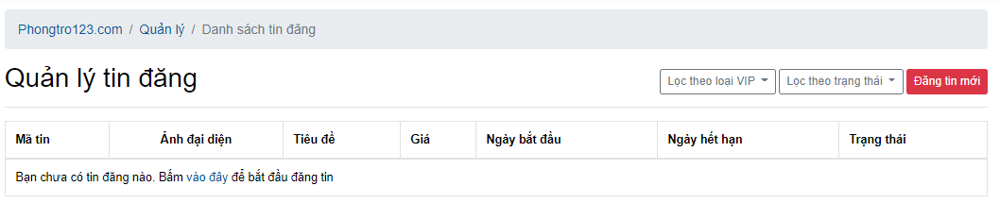 Phongtro123.com / Quản lý / Danh sách tin đăng
Quản lý tin đăng
Lọc theo loại VIP Lọc theo trạng thái Đăng tin mới
Mã tin Ảnh đại diện Tiêu đề Giá Ngày bắt đầu Ngày hết hạn Trạng thái
Bạn chưa có tin đăng nào. Bấm vào đây để bắt đầu đăng tin